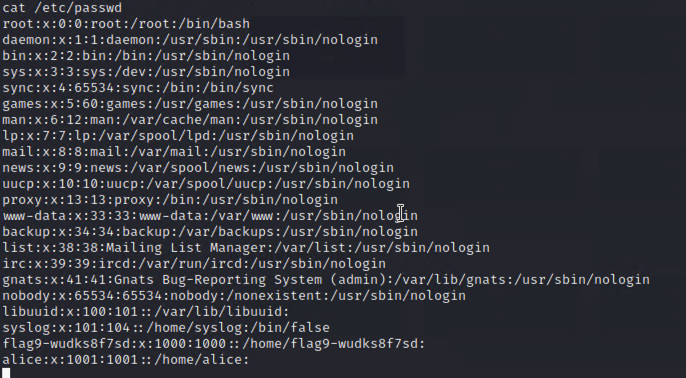 cat /etc/passwd
root:x:0:0:root:/root:/bin/bash
daemon:x:1:1:daemon:/usr/sbin:/usr/sbin/nologin
bin:x:2:2:bin:/bin:/usr/sbin/nologin
sys:x:3:3:sys:/dev:/usr/sbin/nologin
sync:x:4:65534:sync:/bin:/bin/sync
games:x:5:60:games:/usr/games:/usr/sbin/nologin
man:x:6:12:man:/var/cache/man:/usr/sbin/nologin
lp:x:7:7:lp:/var/spool/lpd:/usr/sbin/nologin
mail:x:8:8:mail:/var/mail:/usr/sbin/nologin
news:x:9:9:news:/var/spool/news:/usr/sbin/nologin
uucp:x:10:10:uucp:/var/spool/uucp:/usr/sbin/nologin
proxy:x:13:13:proxy:/bin:/usr/sbin/nologin
www-data:x:33:33:www-data:/var/www:/usr/sbin/nologin
backup:x:34:34:backup:/var/backups:/usr/sbin/nologin
list:x:38:38:Mailing List Manager:/var/list:/usr/sbin/nologin
irc:x:39:39:ircd:/var/run/ircd:/usr/sbin/nologin
gnats:x:41:41:Gnats Bug-Reporting System (admin):/var/lib/gnats:/usr/sbin/nologin
nobody:x:65534:65534:nobody:/nonexistent:/usr/sbin/nologin
libuuid:x:100:101::/var/lib/libuuid:
syslog:x:101:104::/home/syslog:/bin/false
flag9-wudks8f7sd:x:1000:1000::/home/flag9-wudks8f7sd:
alice:x:1001:1001::/home/alice: